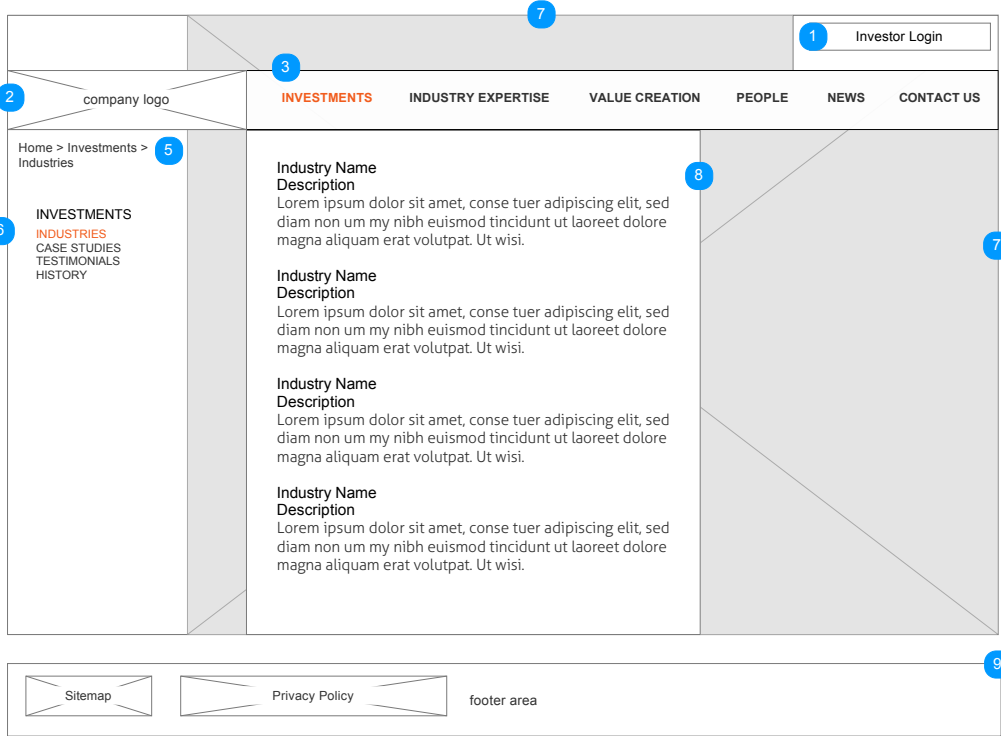 7
1 Investor Login
3
2 company logo
INVESTMENTS INDUSTRY EXPERTISE VALUE CREATION PEOPLE NEWS CONTACT US
Home > Investments >
Industries
5
6
INVESTMENTS
INDUSTRIES
CASE STUDIES
TESTIMONIALS
HISTORY
8
Industry Name
Description
Lorem ipsum dolor sit amet, conse tuer adipiscing elit, sed
diam non um my nibh euismod tincidunt ut laoreet dolore
magna aliquam erat volutpat. Ut wisi.
Industry Name
Description
Lorem ipsum dolor sit amet, conse tuer adipiscing elit, sed
diam non um my nibh euismod tincidunt ut laoreet dolore
magna aliquam erat volutpat. Ut wisi.
Industry Name
Description
Lorem ipsum dolor sit amet, conse tuer adipiscing elit, sed
diam non um my nibh euismod tincidunt ut laoreet dolore
magna aliquam erat volutpat. Ut wisi.
Industry Name
Description
Lorem ipsum dolor sit amet, conse tuer adipiscing elit, sed
diam non um my nibh euismod tincidunt ut laoreet dolore
magna aliquam erat volutpat. Ut wisi.
7
9
Sitemap
Privacy Policy
footer area